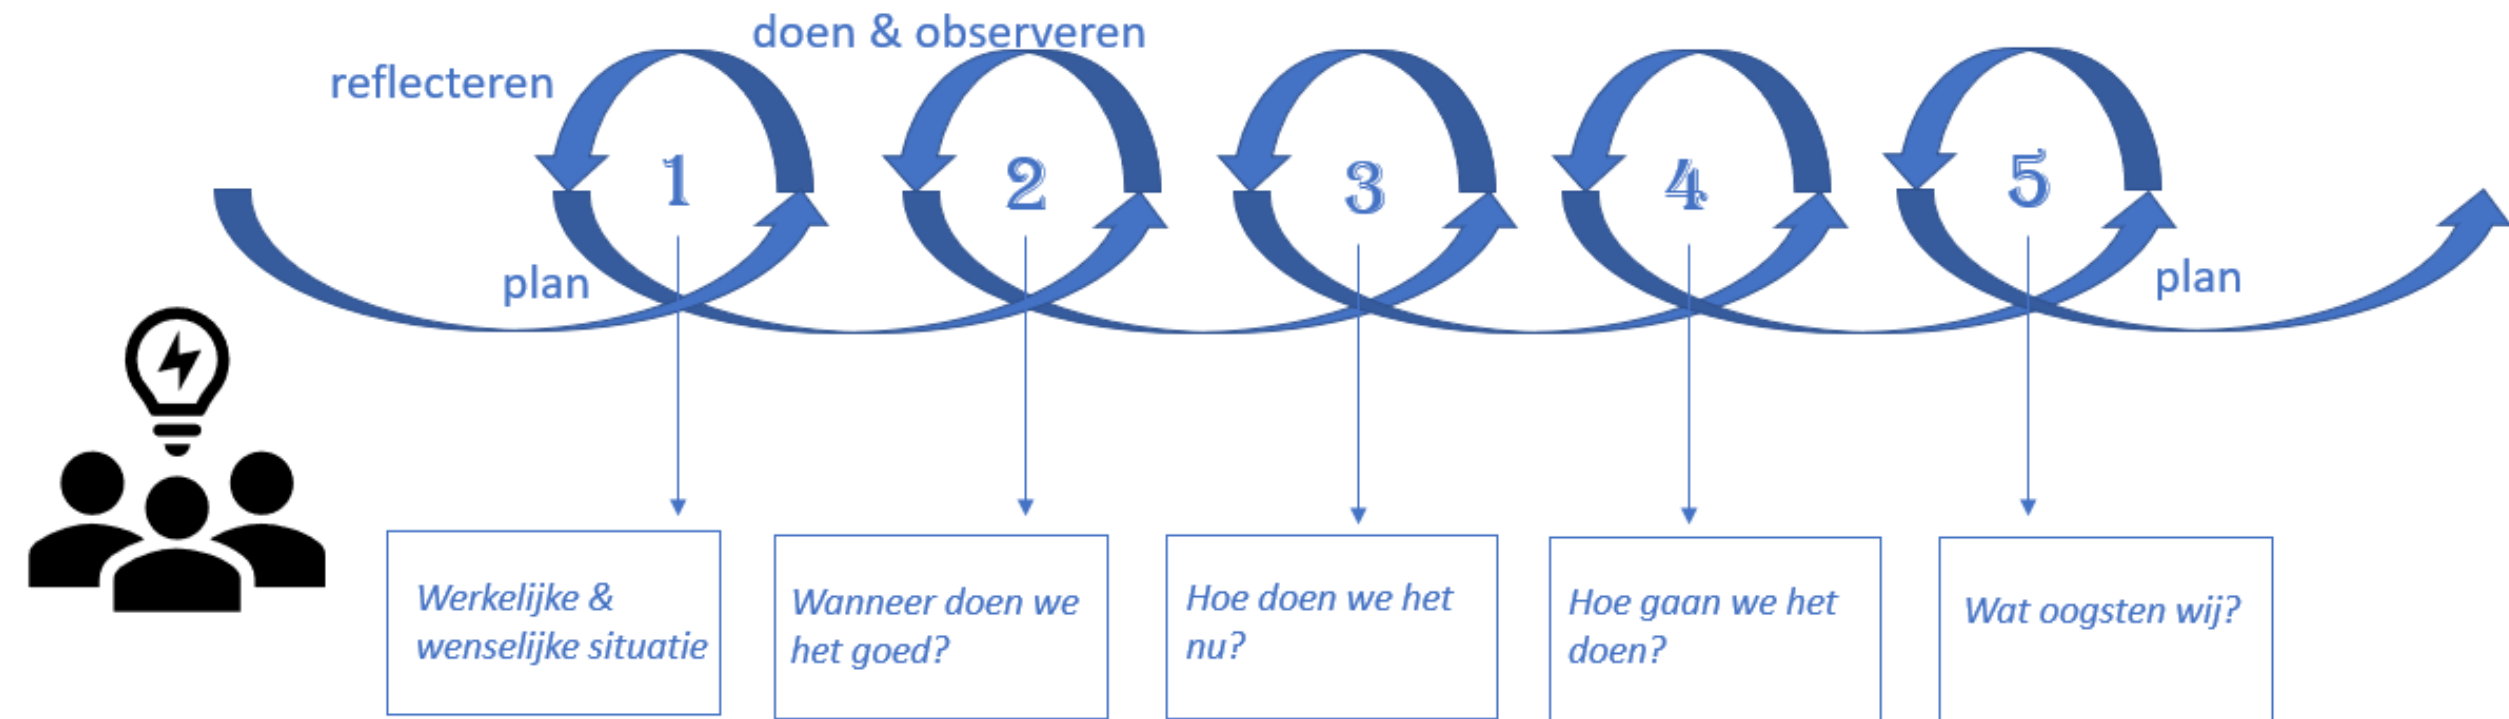 doen & observeren
reflecteren
1
2
3
4
5
plan
plan
Werkelijke &
wenselijke situatie
Wanneer doen we
het goed?
Hoe doen we het
nu?
Hoe gaan we het
doen?
Wat oogsten wij?